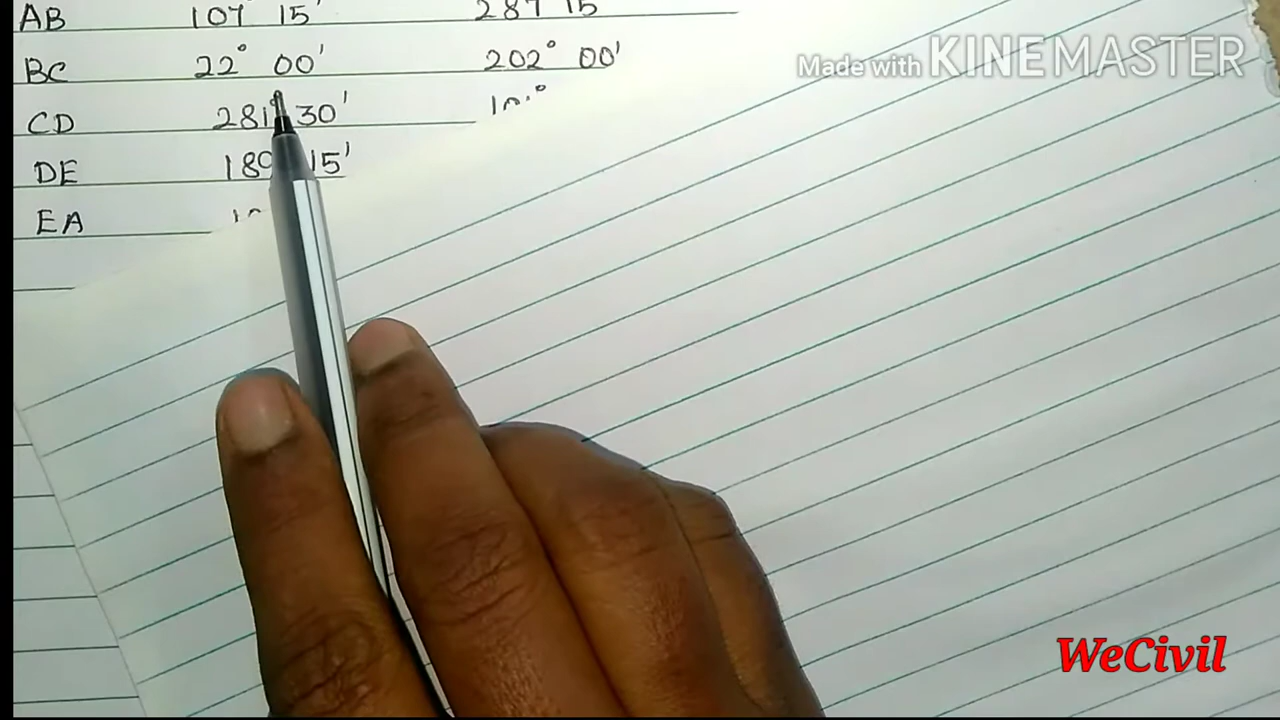 AB 107° 15' 287 15
BC 22° 00' 202° 00'
Made with KINEMASTER
CD 281° 30'
DE 189 15'
EA
WeCivil